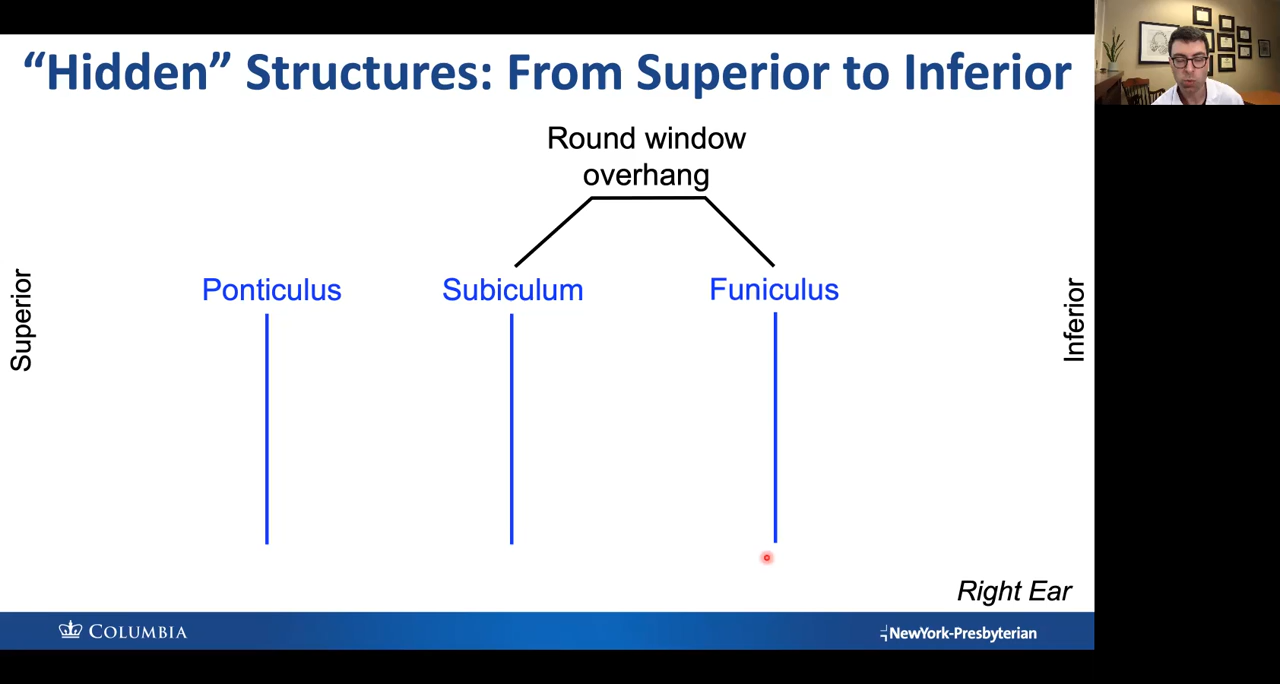 “Hidden” Structures: From Superior to Inferior
Round window
overhang
Superior
Ponticulus
Subiculum
Funiculus
Inferior
Right Ear
COLUMBIA
NewYork-Presbyterian